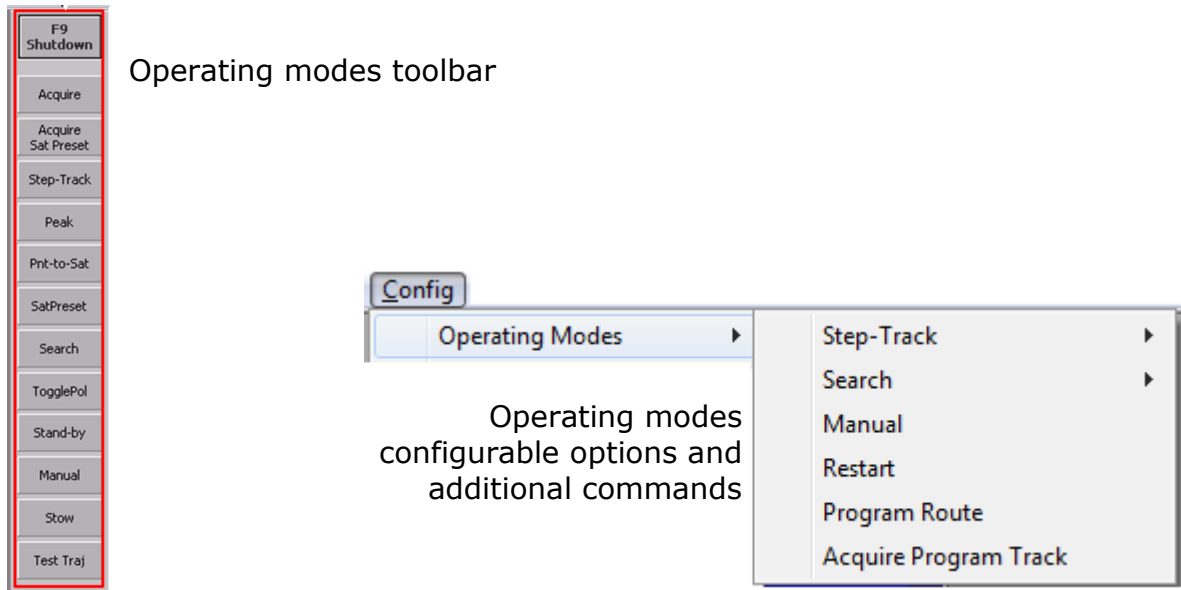 F9
Shutdown
Acquire
Acquire
Sat Preset
Step-Track
Peak
Pnt-to-Sat
SatPreset
Search
TogglePol
Stand-by
Manual
Stow
Test Traj
Operating modes toolbar
Config
Operating Modes
Step-Track
Search
Manual
Restart
Program Route
Acquire Program Track
Operating modes
configurable options and
additional commands